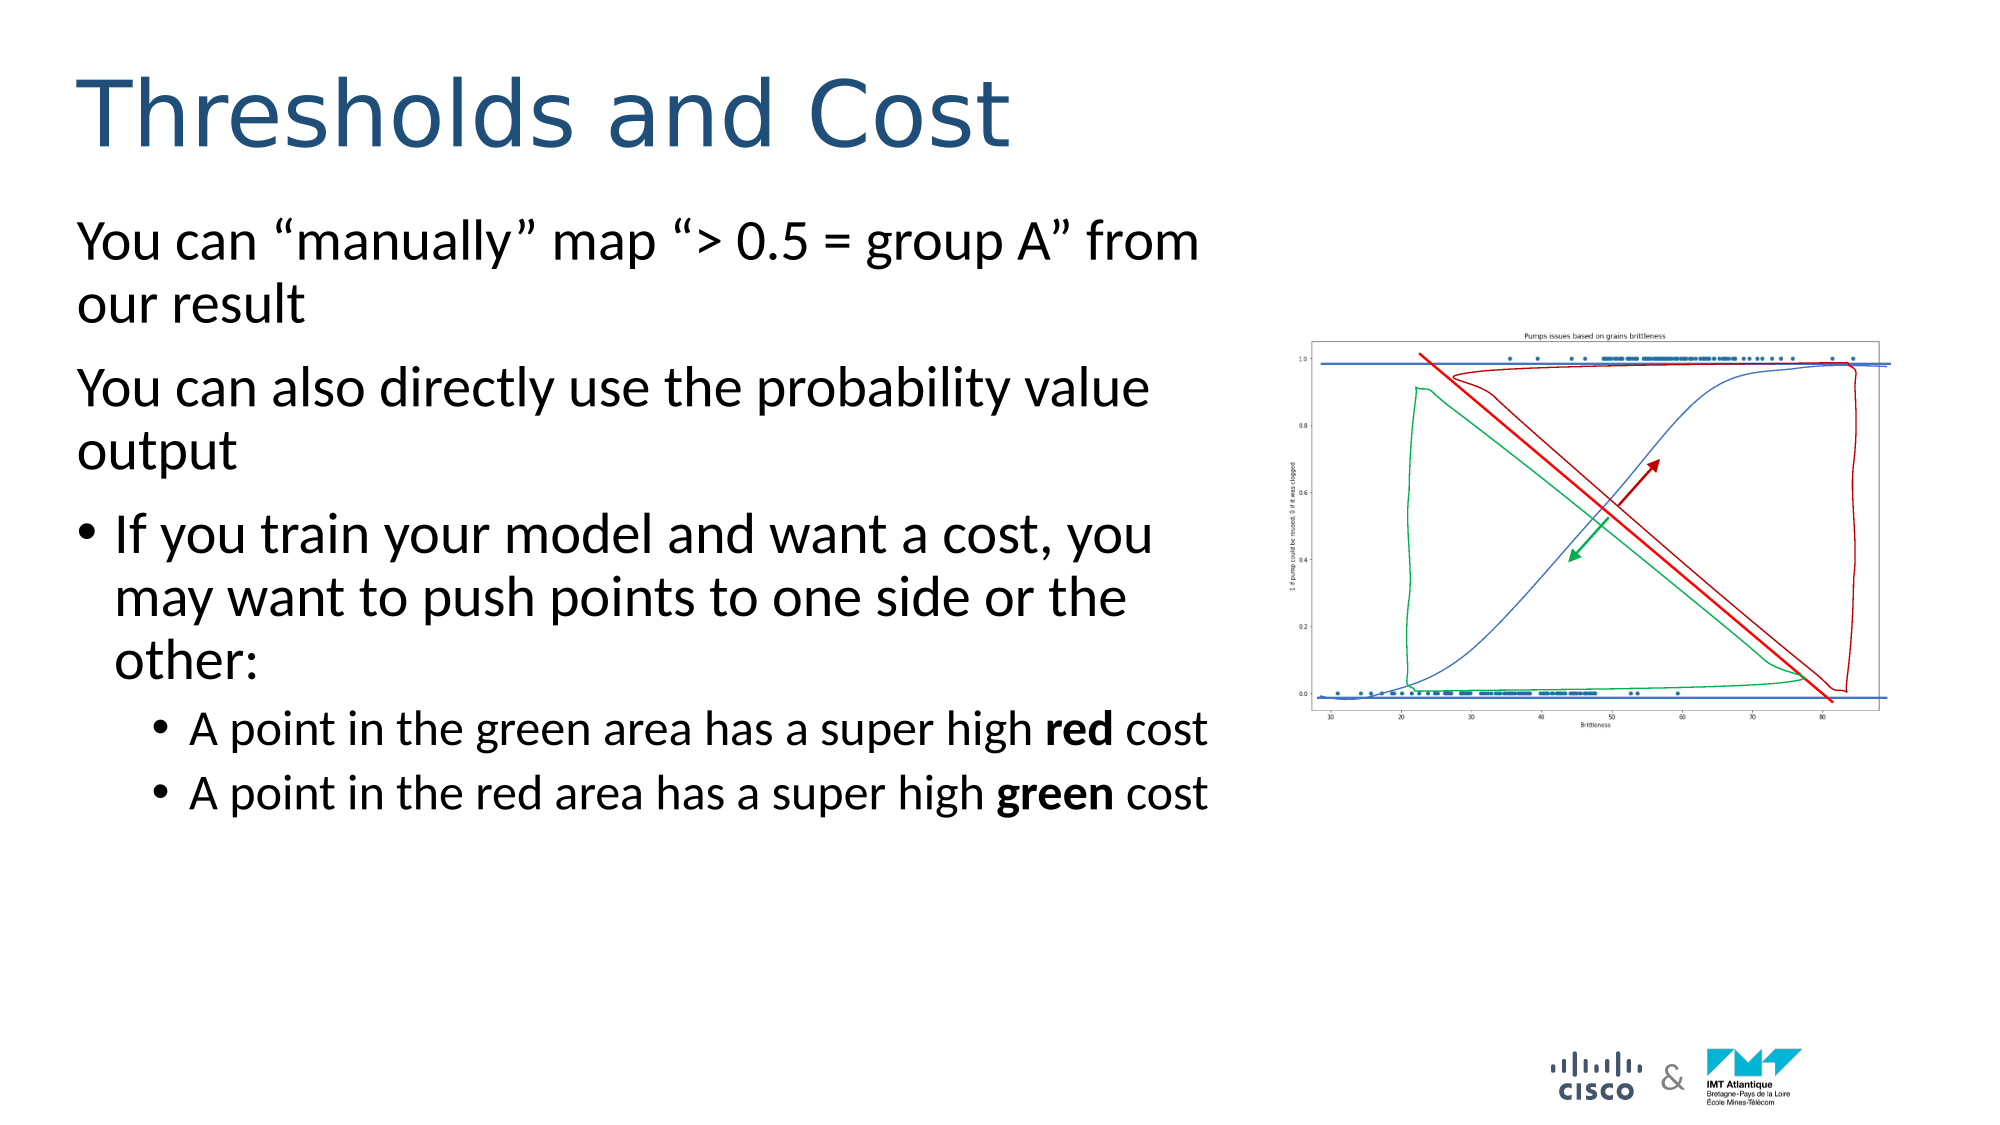 Thresholds and Cost
You can “manually” map “> 0.5 = group A” from
our result
You can also directly use the probability value
output
• If you train your model and want a cost, you
may want to push points to one side or the
other:
• A point in the green area has a super high red cost
• A point in the red area has a super high green cost
Pumps issues based on grains brittleness
1 if pump could be reused, 0 if it was clogged
1.0
0.8
0.6
0.4
0.2
0.0
10 20 30 40 50 60 70 80
Brittleness
CISCO
&
IMT Atlantique
Bretagne-Pays de la Loire
École Mines-Télécom